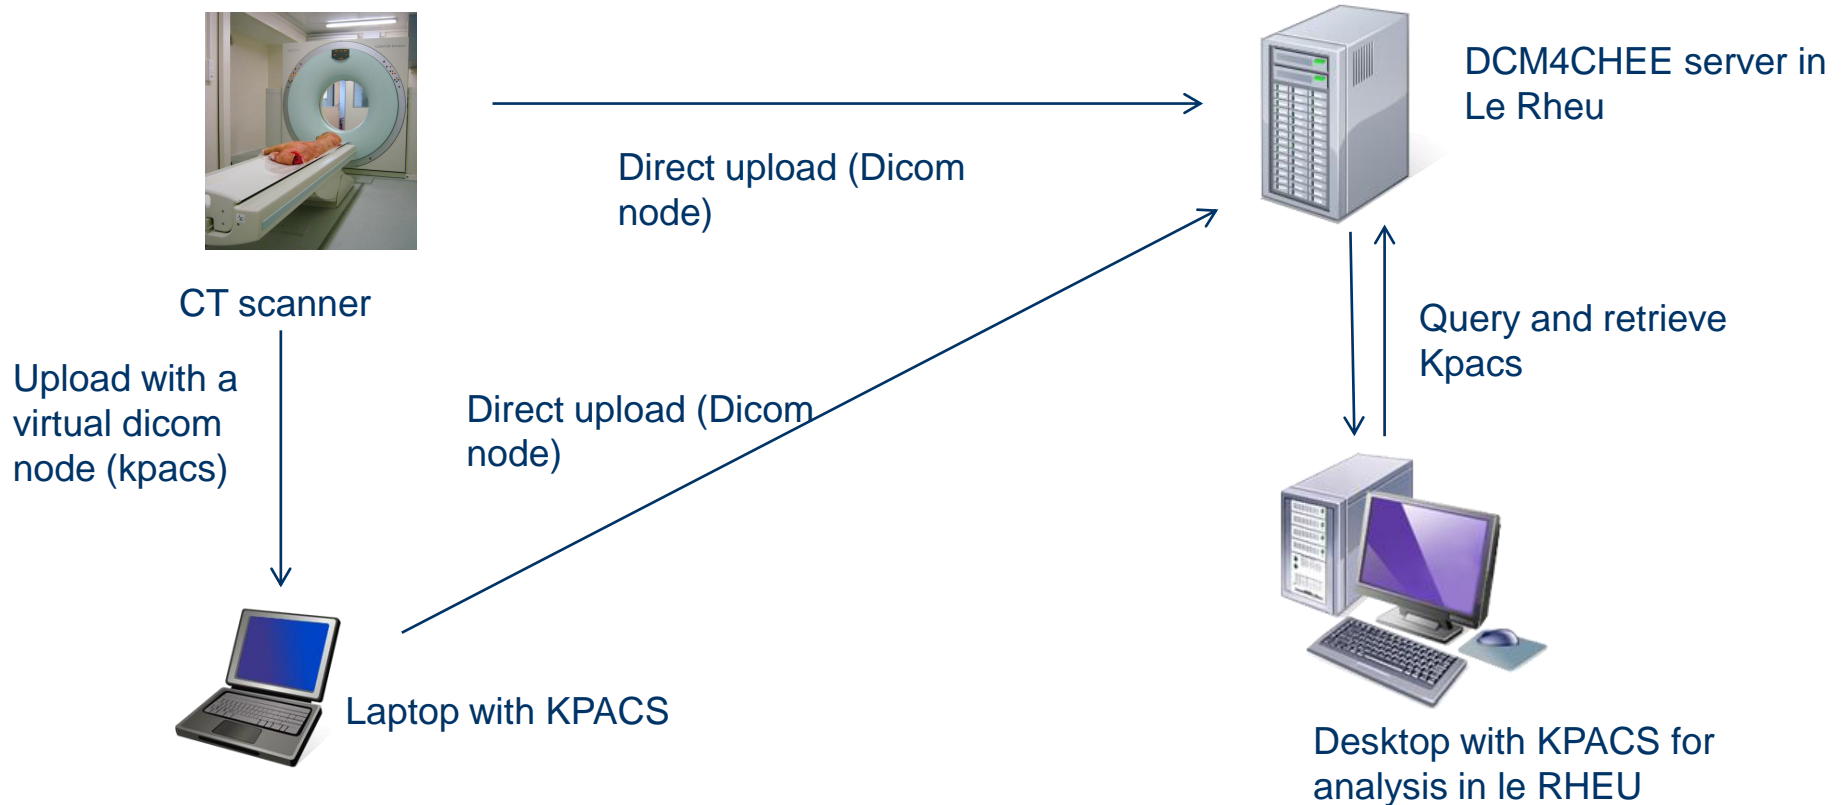 DCM4CHEE server in
Le Rheu
Direct upload (Dicom
node)
CT scanner
Upload with a
virtual dicom
node (kpacs)
Direct upload (Dicom
node)
Query and retrieve
Kpacs
Laptop with KPACS
Desktop with KPACS for
analysis in le RHEU